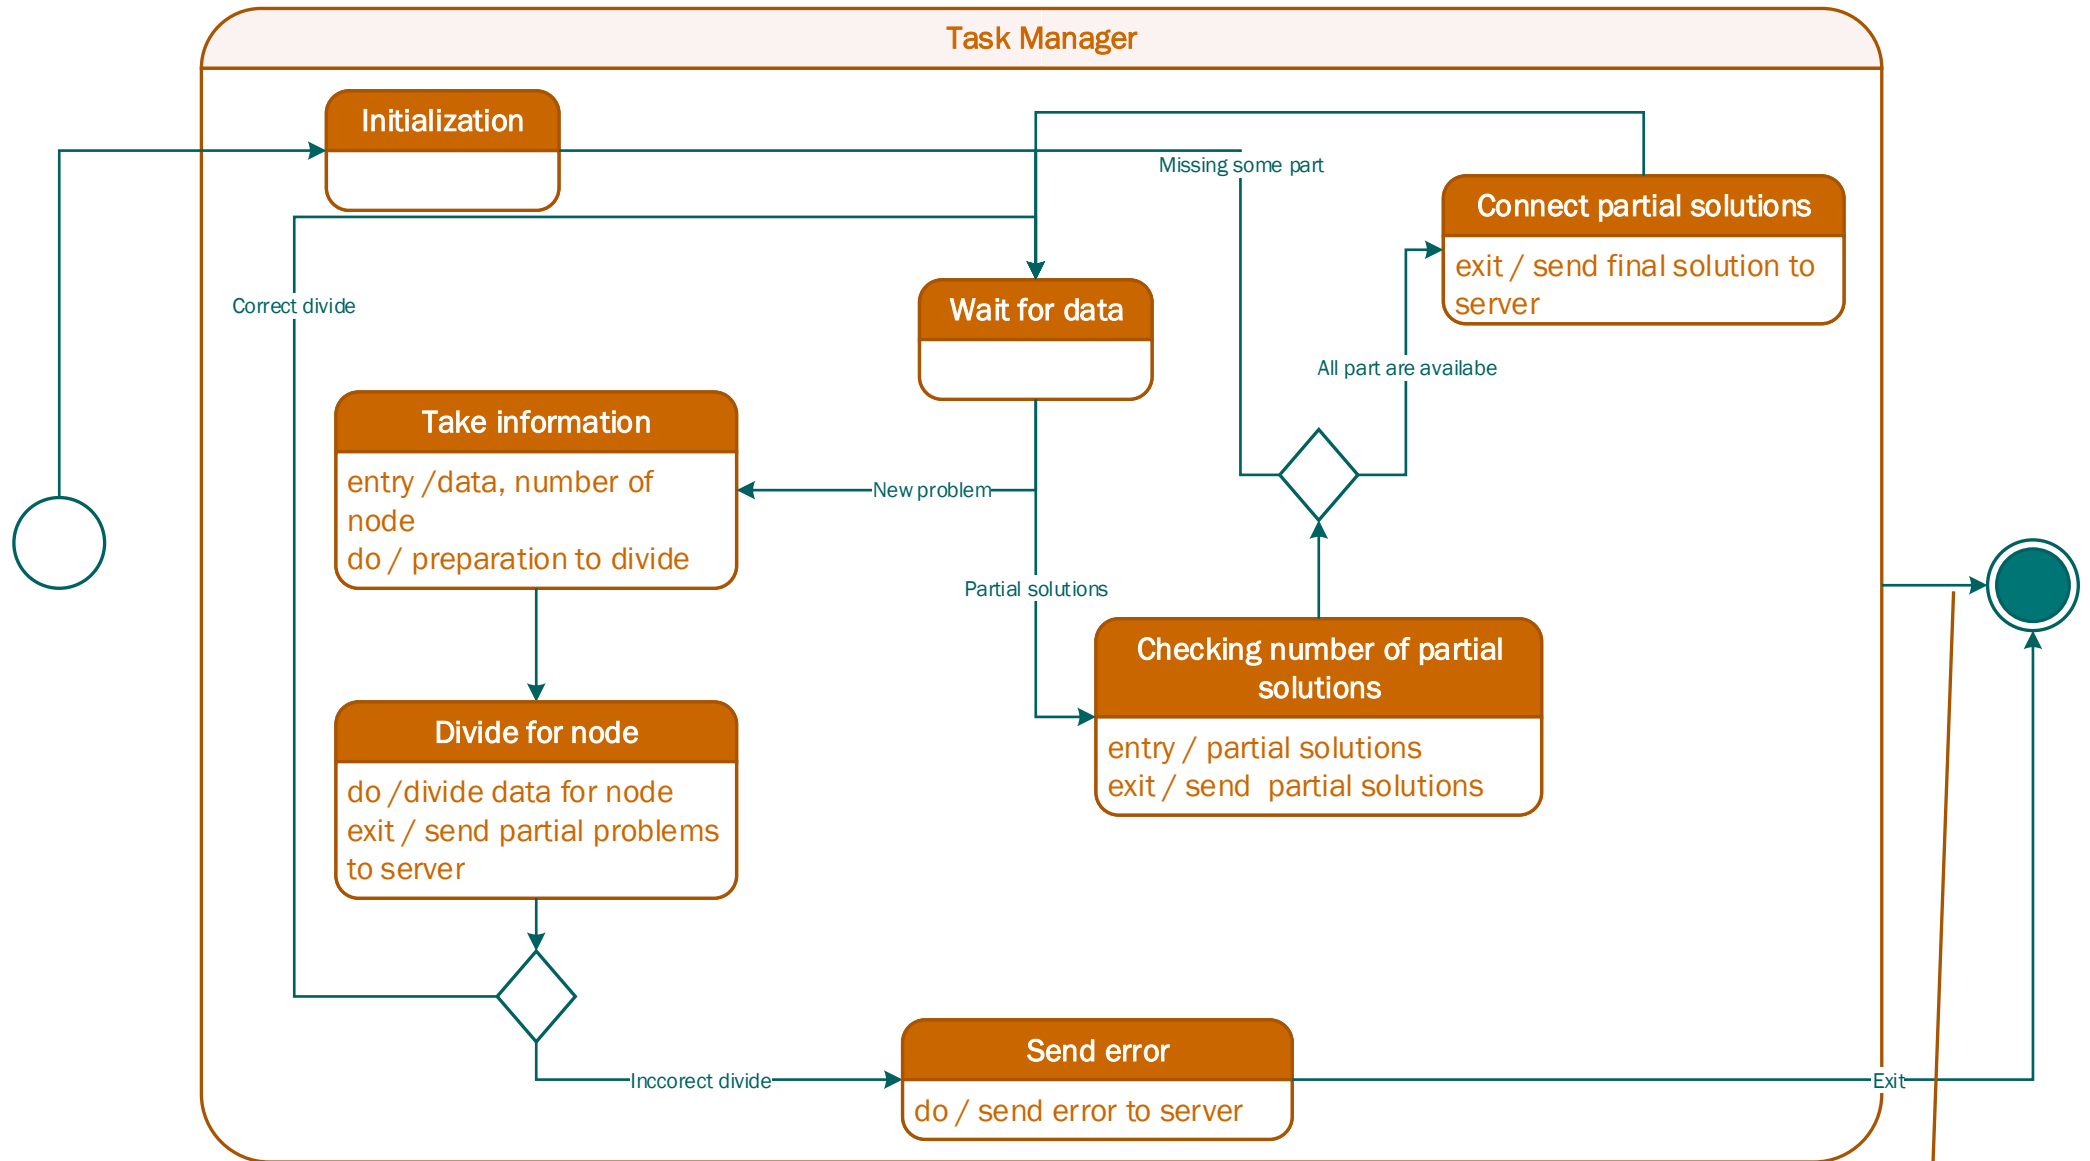 Task Manager
Initialization
Missing some part
Connect partial solutions
exit / send final solution to
server
Correct divide
Wait for data
All part are availabe
Take information
entry /data, number of
node
do / preparation to divide
New problem
Partial solutions
Checking number of partial
solutions
entry / partial solutions
exit / send  partial solutions
Divide for node
do /divide data for node
exit / send partial problems
to server
Send error
do / send error to server
Inccorect divide
Exit